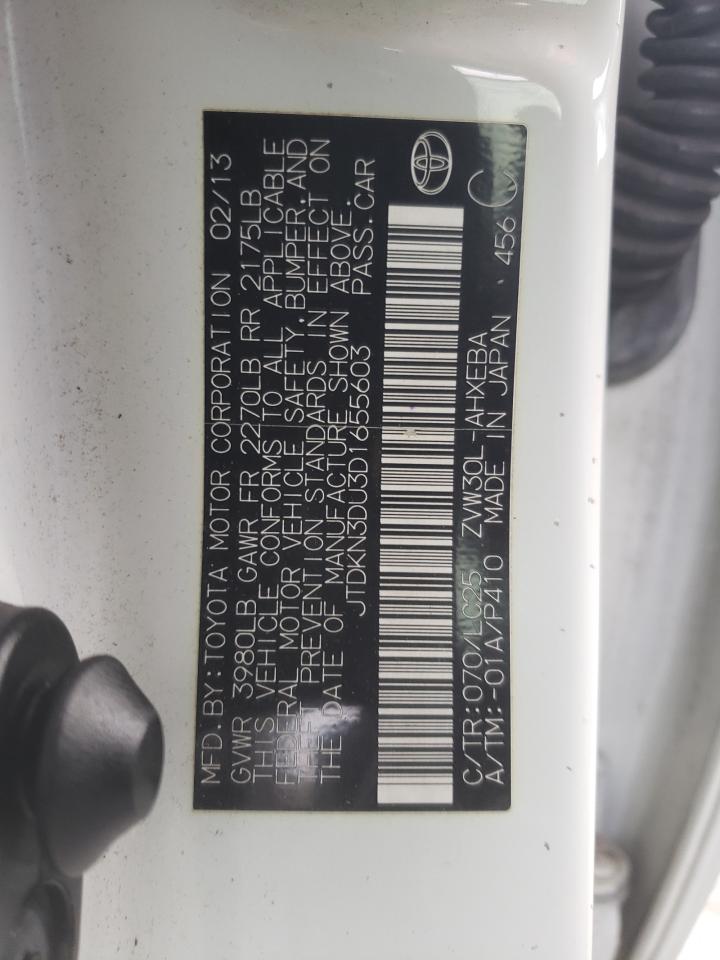 MFD. BY: TOYOTA MOTOR CORPORATION 02/13
GVWR 3980LB GAWR FR 2270LB RR 2175LB
THIS VEHICLE CONFORMS TO ALL APPLICABLE
FEDERAL MOTOR VEHICLE SAFETY, BUMPER, AND
THEFT PREVENTION STANDARDS IN EFFECT ON
THE DATE OF MANUFACTURE SHOWN ABOVE.
JTDKN3DU3D1655603 PASS. CAR
C/TR: 070/LC25 ZVW30L-AHXEBA
A/TM: -01A/P410 MADE IN JAPAN 456 C